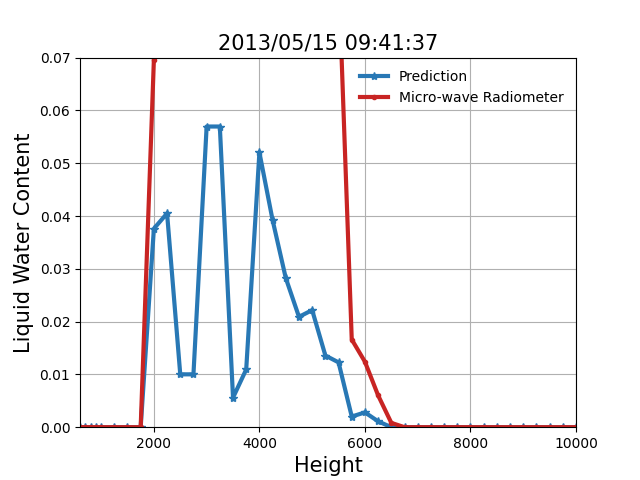 2013/05/15 09:41:37
Prediction
Micro-wave Radiometer
Liquid Water Content
0.07
0.06
0.05
0.04
0.03
0.02
0.01
0.00
2000 4000 6000 8000 10000
Height